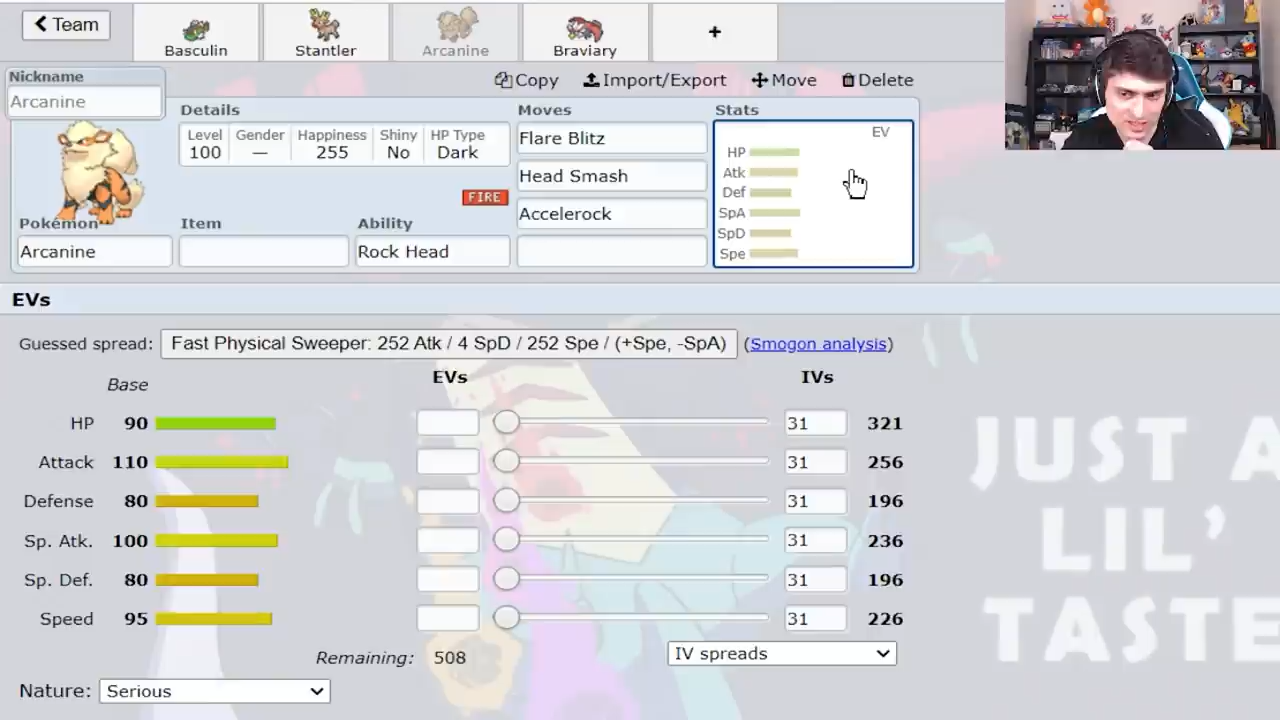 Team
Basculin
Stantler
Arcanine
Braviary
+
Nickname
Arcanine
Copy
Import/Export
Move
Delete
Details
Level
100
Gender
—
Happiness
255
Shiny
No
HP Type
Dark
FIRE
Pokémon
Arcanine
Item
Ability
Rock Head
Moves
Flare Blitz
Head Smash
Accelerock
Stats
EV
HP
Atk
Def
SpA
SpD
Spe
EVs
Guessed spread: Fast Physical Sweeper: 252 Atk / 4 SpD / 252 Spe / (+Spe, -SpA) (Smogon analysis)
Base EVs IVs
HP 90 31 321
Attack 110 31 256
Defense 80 31 196
Sp. Atk. 100 31 236
Sp. Def. 80 31 196
Speed 95 31 226
Remaining: 508
IV spreads
Nature: Serious
JUST A
LIL'
TASTE